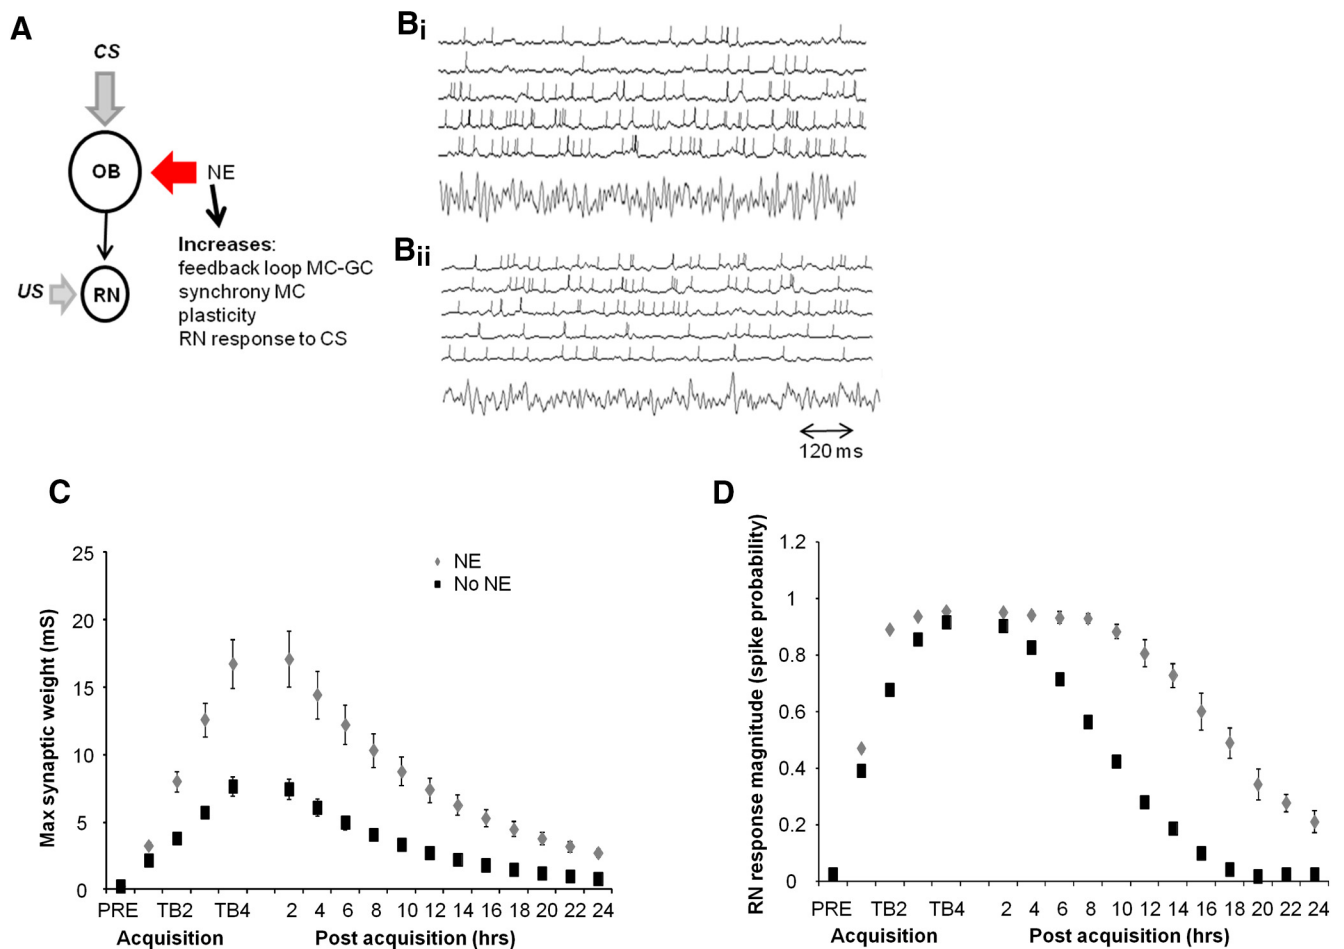 A
CS
OB
NE
Increases:
feedback loop MC-GC
synchrony MC
plasticity
RN response to CS
US
RN
Bi
Bii
120 ms
C
Max synaptic weight (mS)
25
20
15
10
5
0
NE
No NE
PRE TB2 TB4 2 4 6 8 10 12 14 16 18 20 22 24
Acquisition Post acquisition (hrs)
D
RN response magnitude (spike probability)
1.2
1
0.8
0.6
0.4
0.2
0
PRE TB2 TB4 2 4 6 8 10 12 14 16 18 20 22 24
Acquisition Post acquisition (hrs)